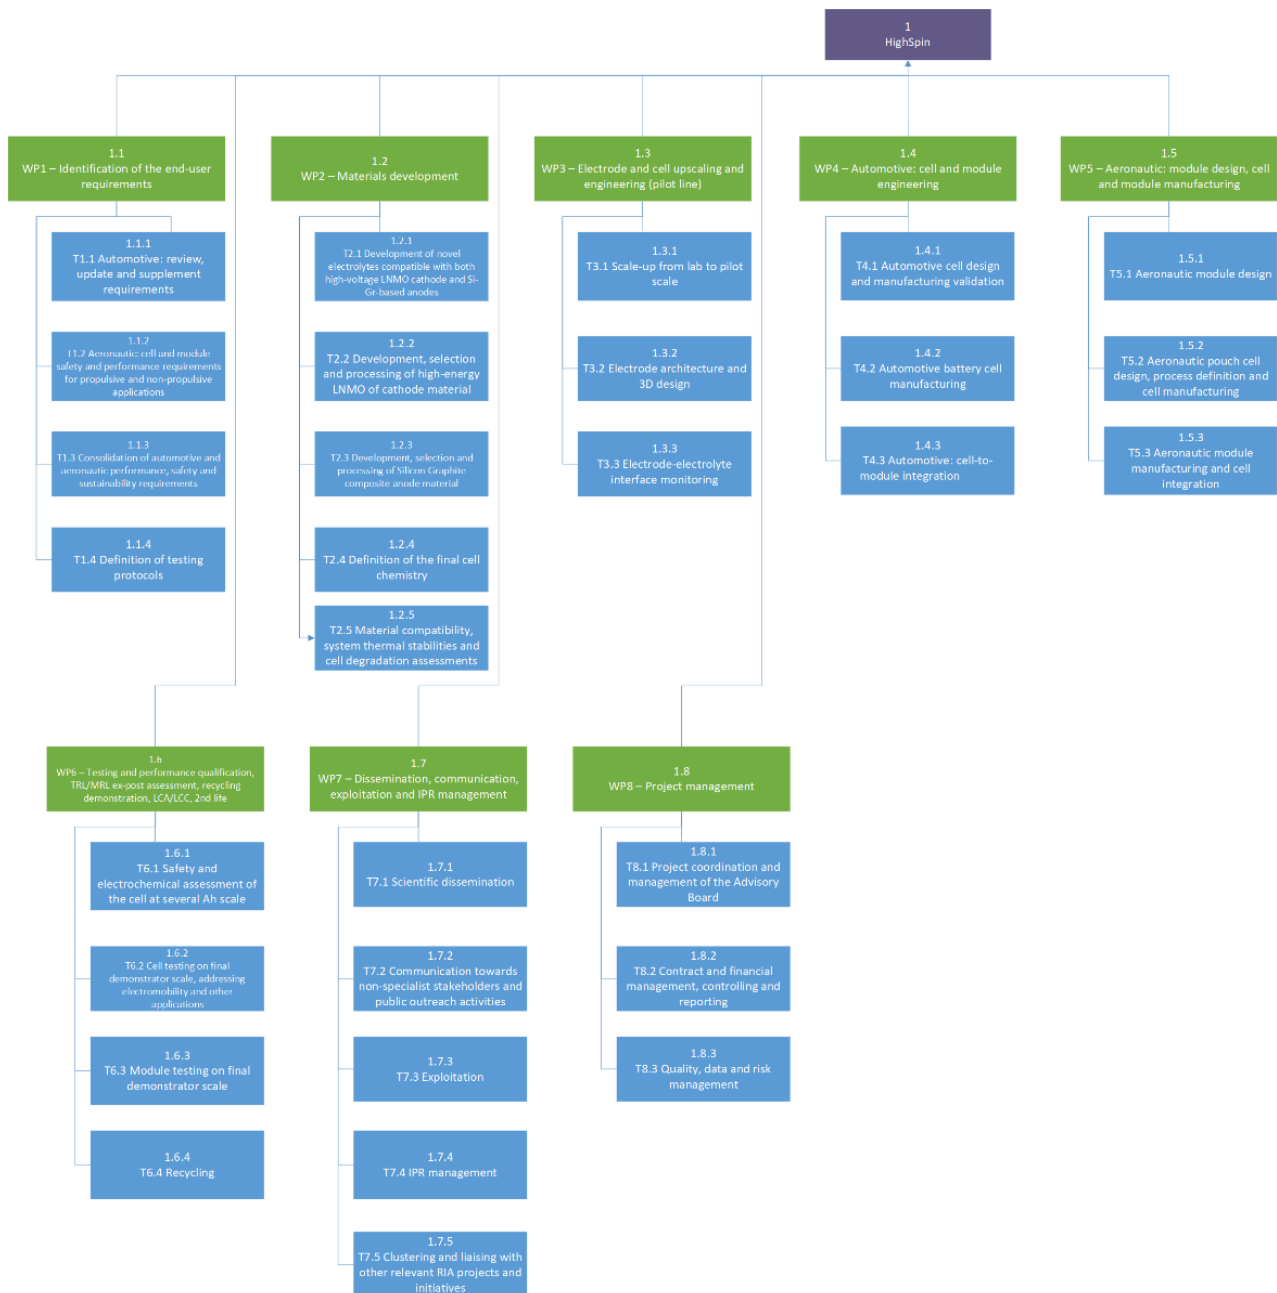 1
HighSpin
1.1
WP1 – Identification of the end-user
requirements
1.2
WP2 – Materials development
1.3
WP3 – Electrode and cell upscaling and
engineering (pilot line)
1.4
WP4 – Automotive: cell and module
engineering
1.5
WP5 – Aeronautic: module design, cell
and module manufacturing
1.1.1
T1.1 Automotive: review,
update and supplement
requirements
1.1.2
T1.2 Aeronautic: cell and module
safety and performance requirements
for propulsive and non-propulsive
applications
1.1.3
T1.3 Consolidation of automotive and
aeronautic performance, safety and
sustainability requirements
1.1.4
T1.4 Definition of testing
protocols
1.2.1
T2.1 Development of novel
electrolytes compatible with both
high-voltage LNMO cathode and Si-
Gr-based anodes
1.2.2
T2.2 Development, selection
and processing of high-energy
LNMO of cathode material
1.2.3
T2.3 Development, selection and
processing of Silicon Graphite
composite anode material
1.2.4
T2.4 Definition of the final cell
chemistry
1.2.5
T2.5 Material compatibility,
system thermal stabilities and
cell degradation assessments
1.3.1
T3.1 Scale-up from lab to pilot
scale
1.3.2
T3.2 Electrode architecture and
3D design
1.3.3
T3.3 Electrode-electrolyte
interface monitoring
1.4.1
T4.1 Automotive cell design
and manufacturing validation
1.4.2
T4.2 Automotive battery cell
manufacturing
1.4.3
T4.3 Automotive: cell-to-
module integration
1.5.1
T5.1 Aeronautic module design
1.5.2
T5.2 Aeronautic pouch cell
design, process definition and
cell manufacturing
1.5.3
T5.3 Aeronautic module
manufacturing and cell
integration
1.6
WP6 – Testing and performance qualification,
TRL/MRL ex-post assessment, recycling
demonstration, LCA/LCC, 2nd life
1.7
WP7 – Dissemination, communication,
exploitation and IPR management
1.8
WP8 – Project management
1.6.1
T6.1 Safety and
electrochemical assessment of
the cell at several Ah scale
1.6.2
T6.2 Cell testing on final
demonstrator scale, addressing
electromobility and other
applications
1.6.3
T6.3 Module testing on final
demonstrator scale
1.6.4
T6.4 Recycling
1.7.1
T7.1 Scientific dissemination
1.7.2
T7.2 Communication towards
non-specialist stakeholders and
public outreach activities
1.7.3
T7.3 Exploitation
1.7.4
T7.4 IPR management
1.7.5
T7.5 Clustering and liaising with
other relevant RIA projects and
initiatives
1.8.1
T8.1 Project coordination and
management of the Advisory
Board
1.8.2
T8.2 Contract and financial
management, controlling and
reporting
1.8.3
T8.3 Quality, data and risk
management